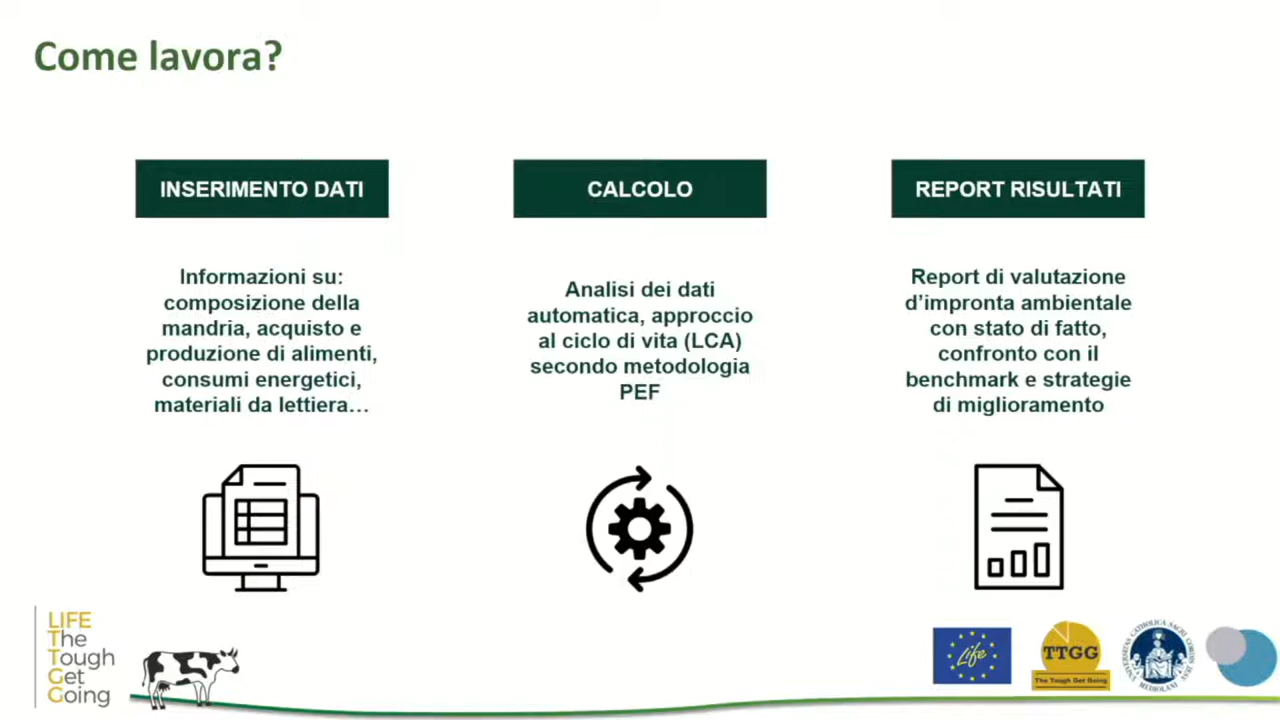 Come lavora?
INSERIMENTO DATI
Informazioni su:
composizione della
mandria, acquisto e
produzione di alimenti,
consumi energetici,
materiali da lettiera…
CALCOLO
Analisi dei dati
automatica, approccio
al ciclo di vita (LCA)
secondo metodologia
PEF
REPORT RISULTATI
Report di valutazione
d’impronta ambientale
con stato di fatto,
confronto con il
benchmark e strategie
di miglioramento
LIFE
The
Tough
Get
Going
Life
TTGG
The Tough Get Going